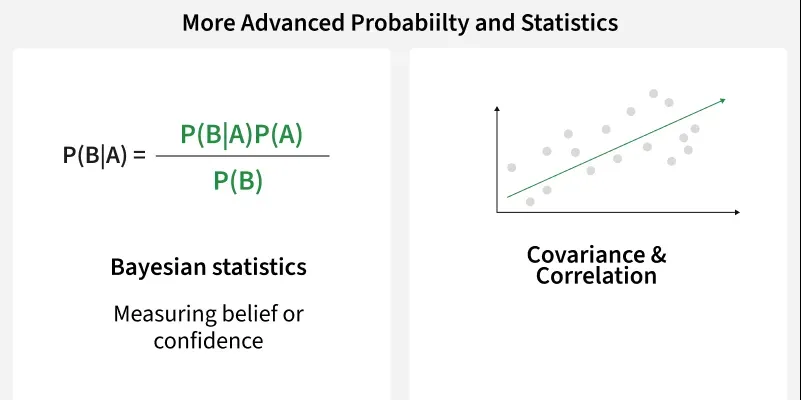 More Advanced Probabiilty and Statistics
P(B|A) =
P(B|A)P(A)
P(B)
Bayesian statistics
Measuring belief or
confidence
Covariance &
Correlation